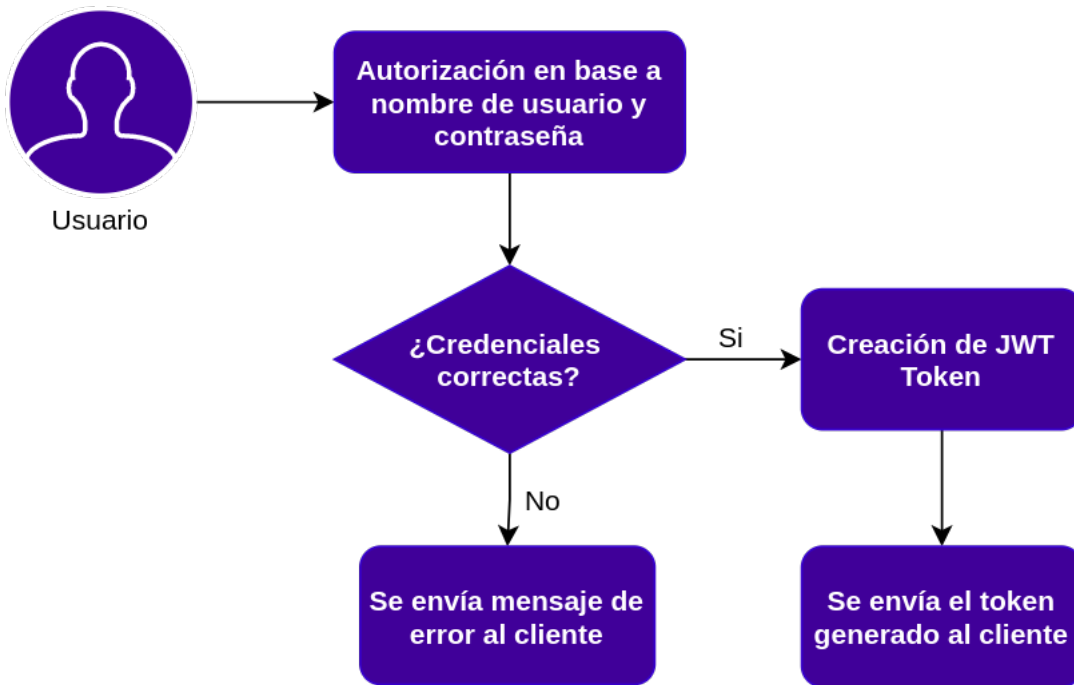 Autorización en base a
nombre de usuario y
contraseña
Usuario
¿Credenciales
correctas?
Si
Creación de JWT
Token
No
Se envía mensaje de
error al cliente
Se envía el token
generado al cliente